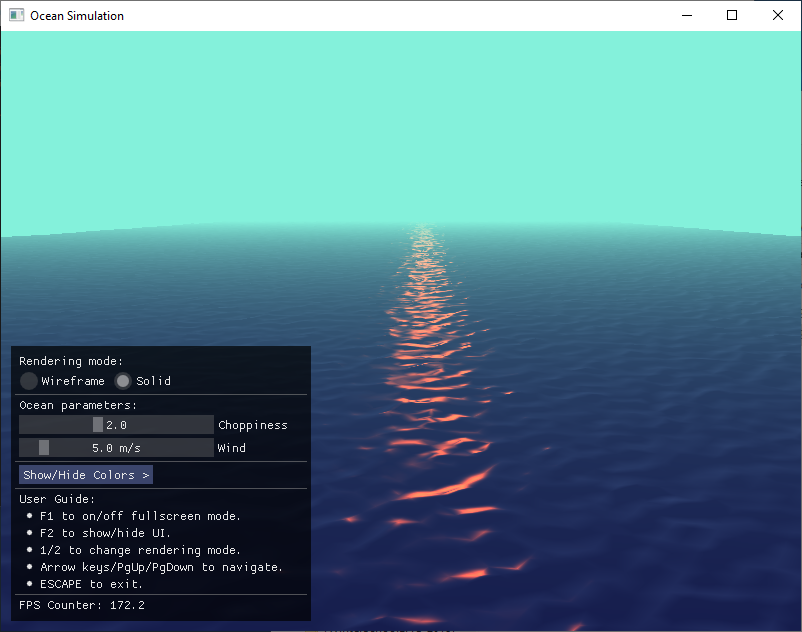 Ocean Simulation
Rendering mode:
Wireframe Solid
Ocean parameters:
2.0 Choppiness
5.0 m/s Wind
Show/Hide Colors >
User Guide:
F1 to on/off fullscreen mode.
F2 to show/hide UI.
1/2 to change rendering mode.
Arrow keys/PgUp/PgDown to navigate.
ESCAPE to exit.
FPS Counter: 172.2